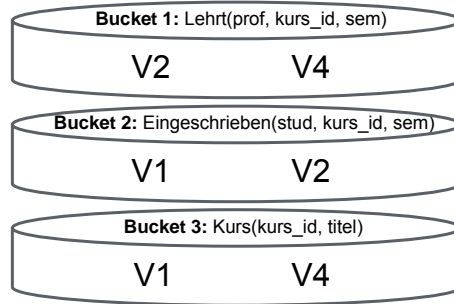 Bucket 1: Lehrt(prof, kurs_id, sem)
V2 V4
Bucket 2: Eingeschrieben(stud, kurs_id, sem)
V1 V2
Bucket 3: Kurs(kurs_id, titel)
V1 V4